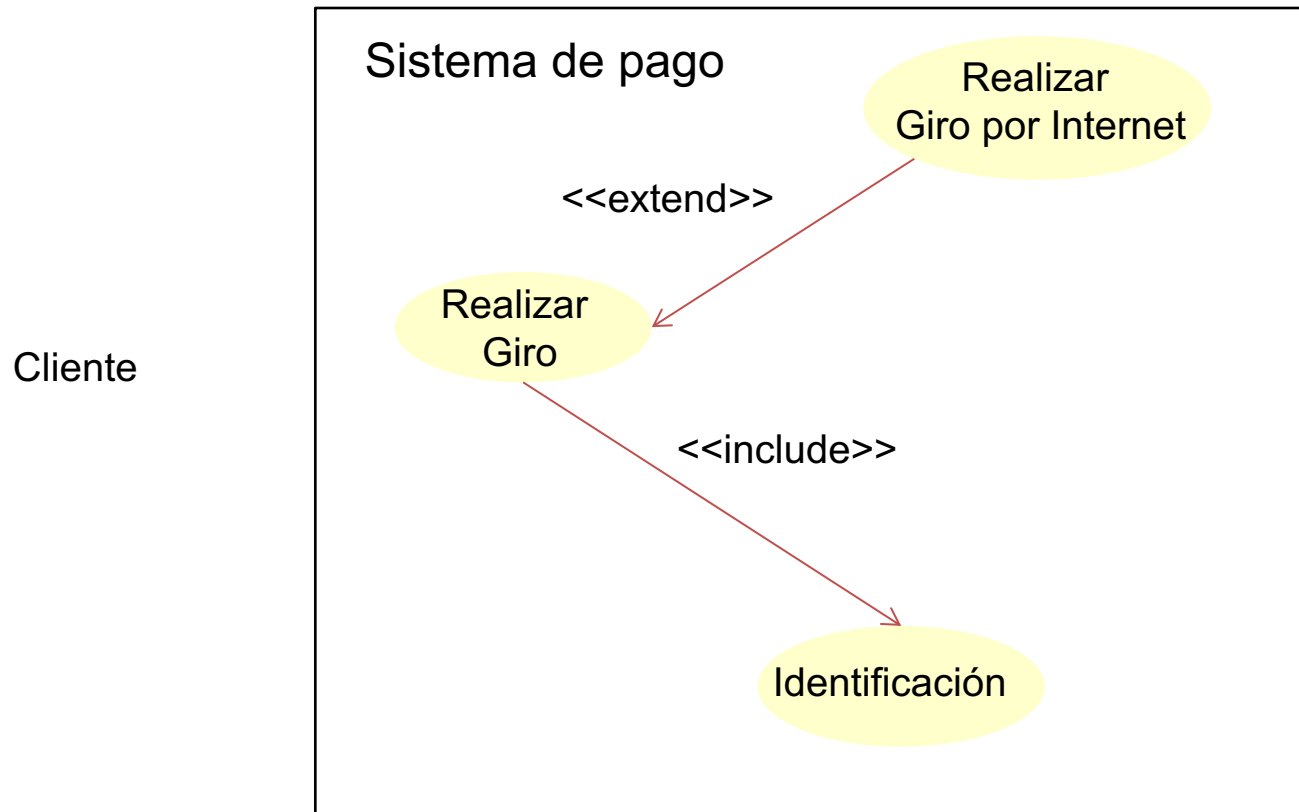 Sistema de pago
Realizar
Giro por Internet
<<extend>>
Realizar
Giro
Cliente
<<include>>
Identificación